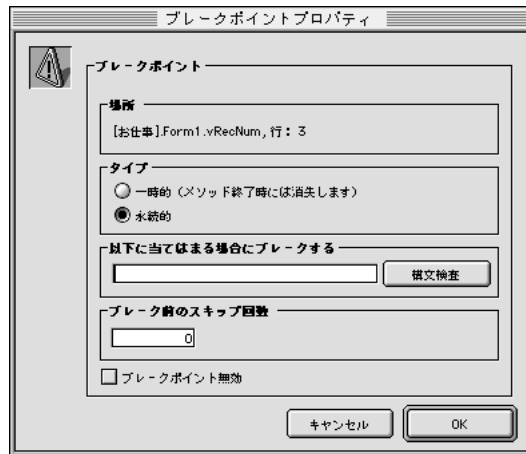 ブレークポイントプロパティ
ブレークポイント
場所
[お仕事].Form1.vRecNum, 行: 3
タイプ
一時的（メソッド終了時には消失します）
永続的
以下に当てはまる場合にブレークする
構文検査
ブレーク前のスキップ回数
0
ブレークポイント無効
キャンセル
OK